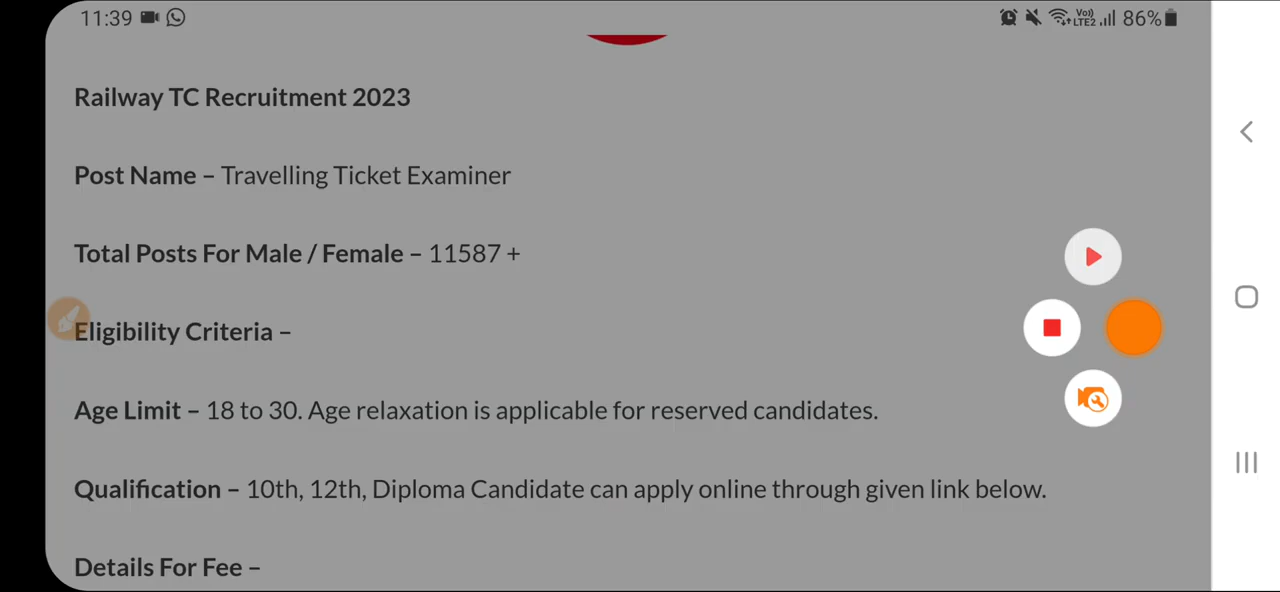 11:39
Vo)) LTE2 86%
Railway TC Recruitment 2023
Post Name – Travelling Ticket Examiner
Total Posts For Male / Female – 11587 +
Eligibility Criteria –
Age Limit – 18 to 30. Age relaxation is applicable for reserved candidates.
Qualification – 10th, 12th, Diploma Candidate can apply online through given link below.
Details For Fee –